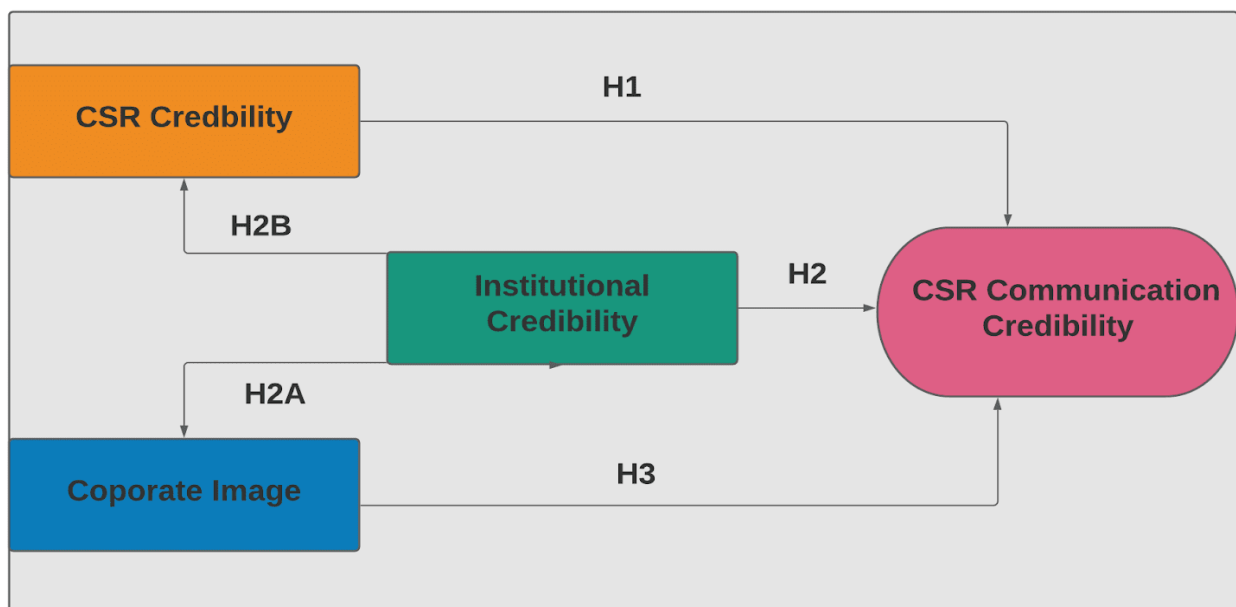 H1
CSR Credbility
H2B
Institutional
Credibility
H2
CSR Communication
Credibility
H2A
H3
Coporate Image